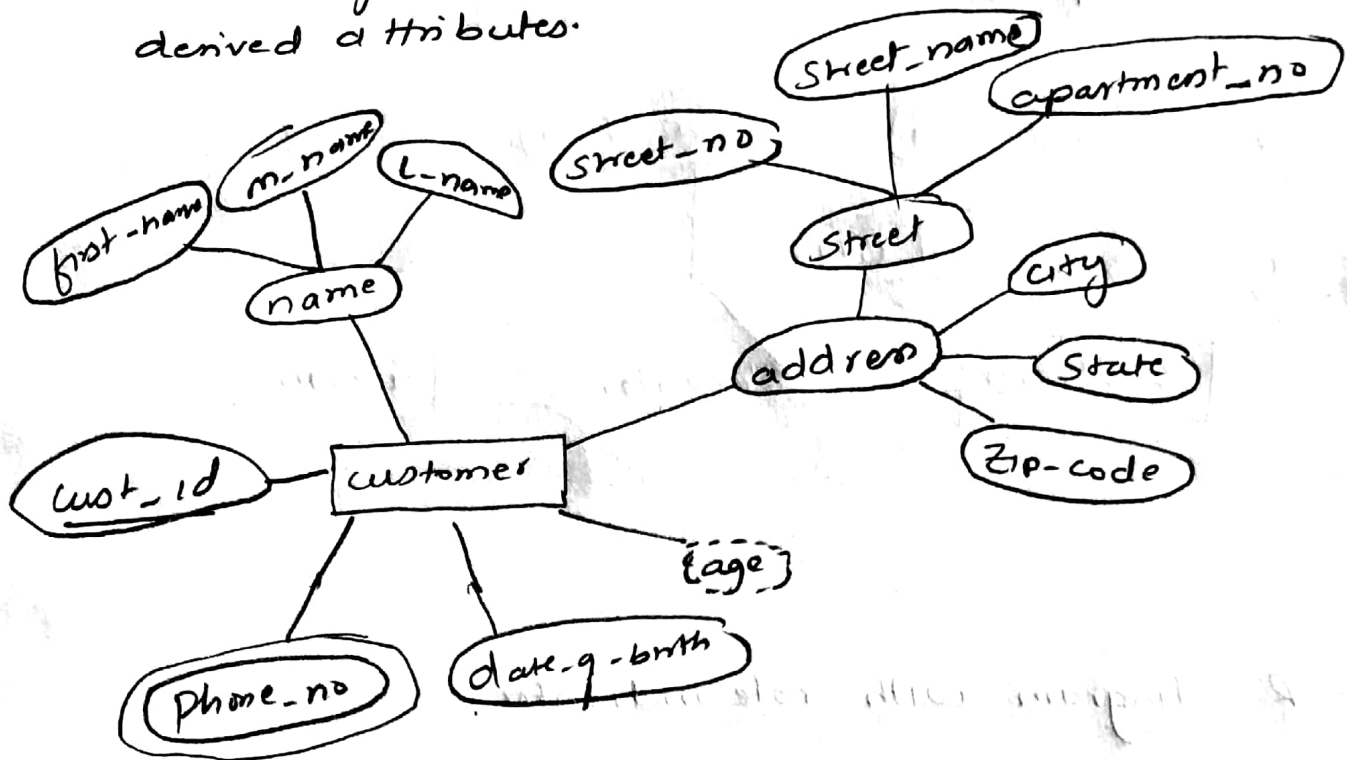 derived attributes.
Street_name
apartment_no
street_no
m_name
L_name
first-name
Street
city
name
address
State
Zip-code
customer
cust_id
age
Phone_no
date-of-birth